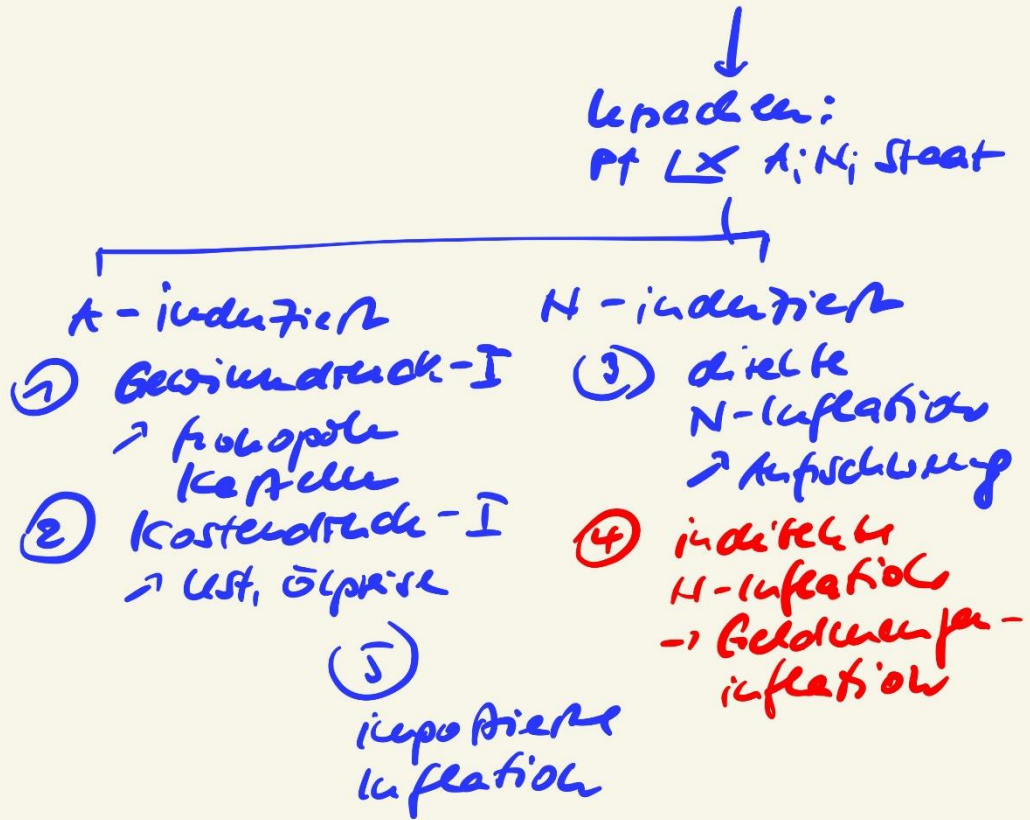 Ursachen:
P↑ A; N; Staat
A-induziert
① Gewinndruck-I
↗ Monopole
Kartelle
② Kostendruck-I
↗ USt, Ölpreise
N-induziert
③ direkte
N-Inflation
↗ Aufschwung
④ indirekte
N-Inflation
→ Geldmengen-
inflation
⑤
importierte
Inflation